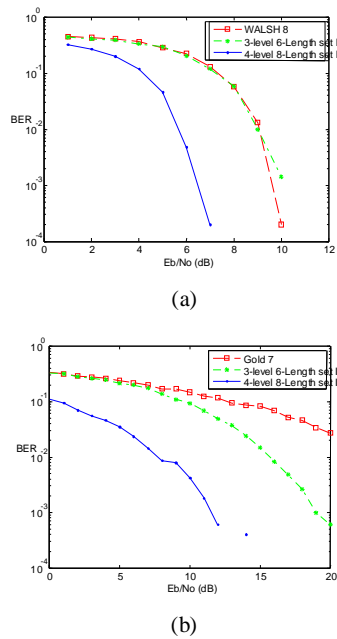 10^0
10^-1
BER
10^-2
10^-3
10^-4
0 2 4 6 8 10 12
Eb/No (dB)
WALSH 8
3-level 6-Length set
4-level 8-Length set
(a)
10^0
10^-1
BER
10^-2
10^-3
10^-4
0 5 10 15 20
Eb/No (dB)
Gold 7
3-level 6-Length set
4-level 8-Length set
(b)